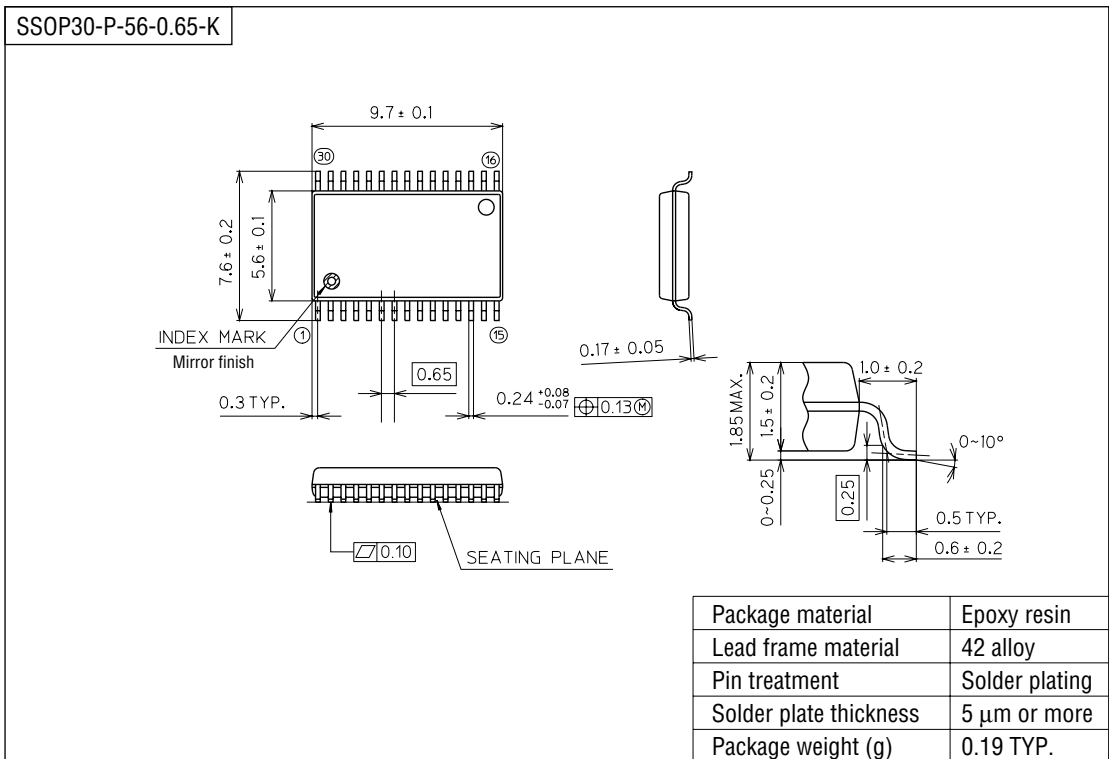 SSOP30-P-56-0.65-K
9.7 ± 0.1
30
16
7.6 ± 0.2
5.6 ± 0.1
INDEX MARK
Mirror finish
1
15
0.65
0.3 TYP.
0.24 +0.08 -0.07
⌖ 0.13 Ⓜ
0.17 ± 0.05
1.85 MAX.
1.5 ± 0.2
1.0 ± 0.2
0~10°
0~0.25
0.25
0.5 TYP.
0.6 ± 0.2
⏥ 0.10
SEATING PLANE
Package material Epoxy resin
Lead frame material 42 alloy
Pin treatment Solder plating
Solder plate thickness 5 µm or more
Package weight (g) 0.19 TYP.